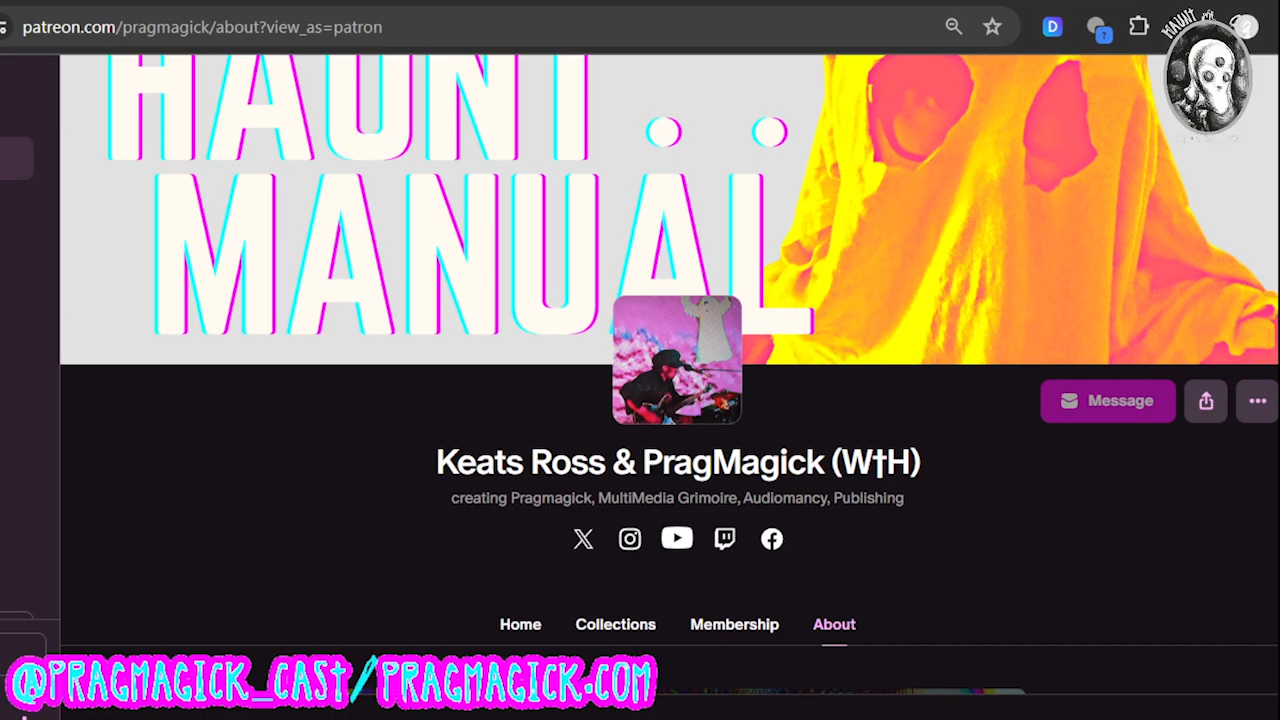 patreon.com/pragmagick/about?view_as=patron
D
?
HAUNT
HAUNT..
MANUAL
Message
Keats Ross & PragMagick (W†H)
creating Pragmagick, MultiMedia Grimoire, Audiomancy, Publishing
Home Collections Membership About
@PRAGMAGICK_CAST/PRAGMAGICK.COM